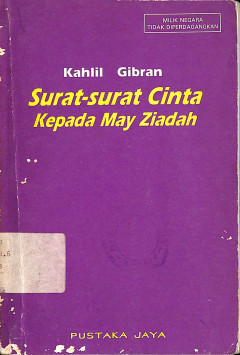 MILIK NEGARA
TIDAK DIPERDAGANGKAN
Kahlil Gibran
Surat-surat Cinta
Kepada May Ziadah
PUSTAKA JAYA